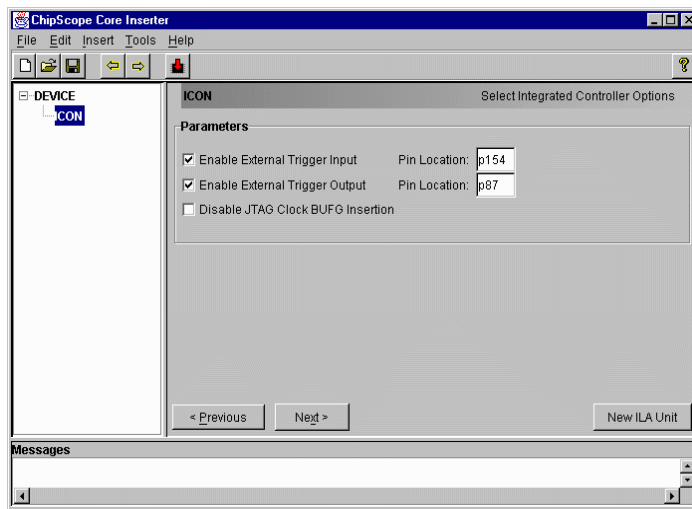 ChipScope Core Inserter
File Edit Insert Tools Help
?
DEVICE
ICON
ICON Select Integrated Controller Options
Parameters
Enable External Trigger Input Pin Location: p154
Enable External Trigger Output Pin Location: p87
Disable JTAG Clock BUFG Insertion
< Previous Next > New ILA Unit
Messages